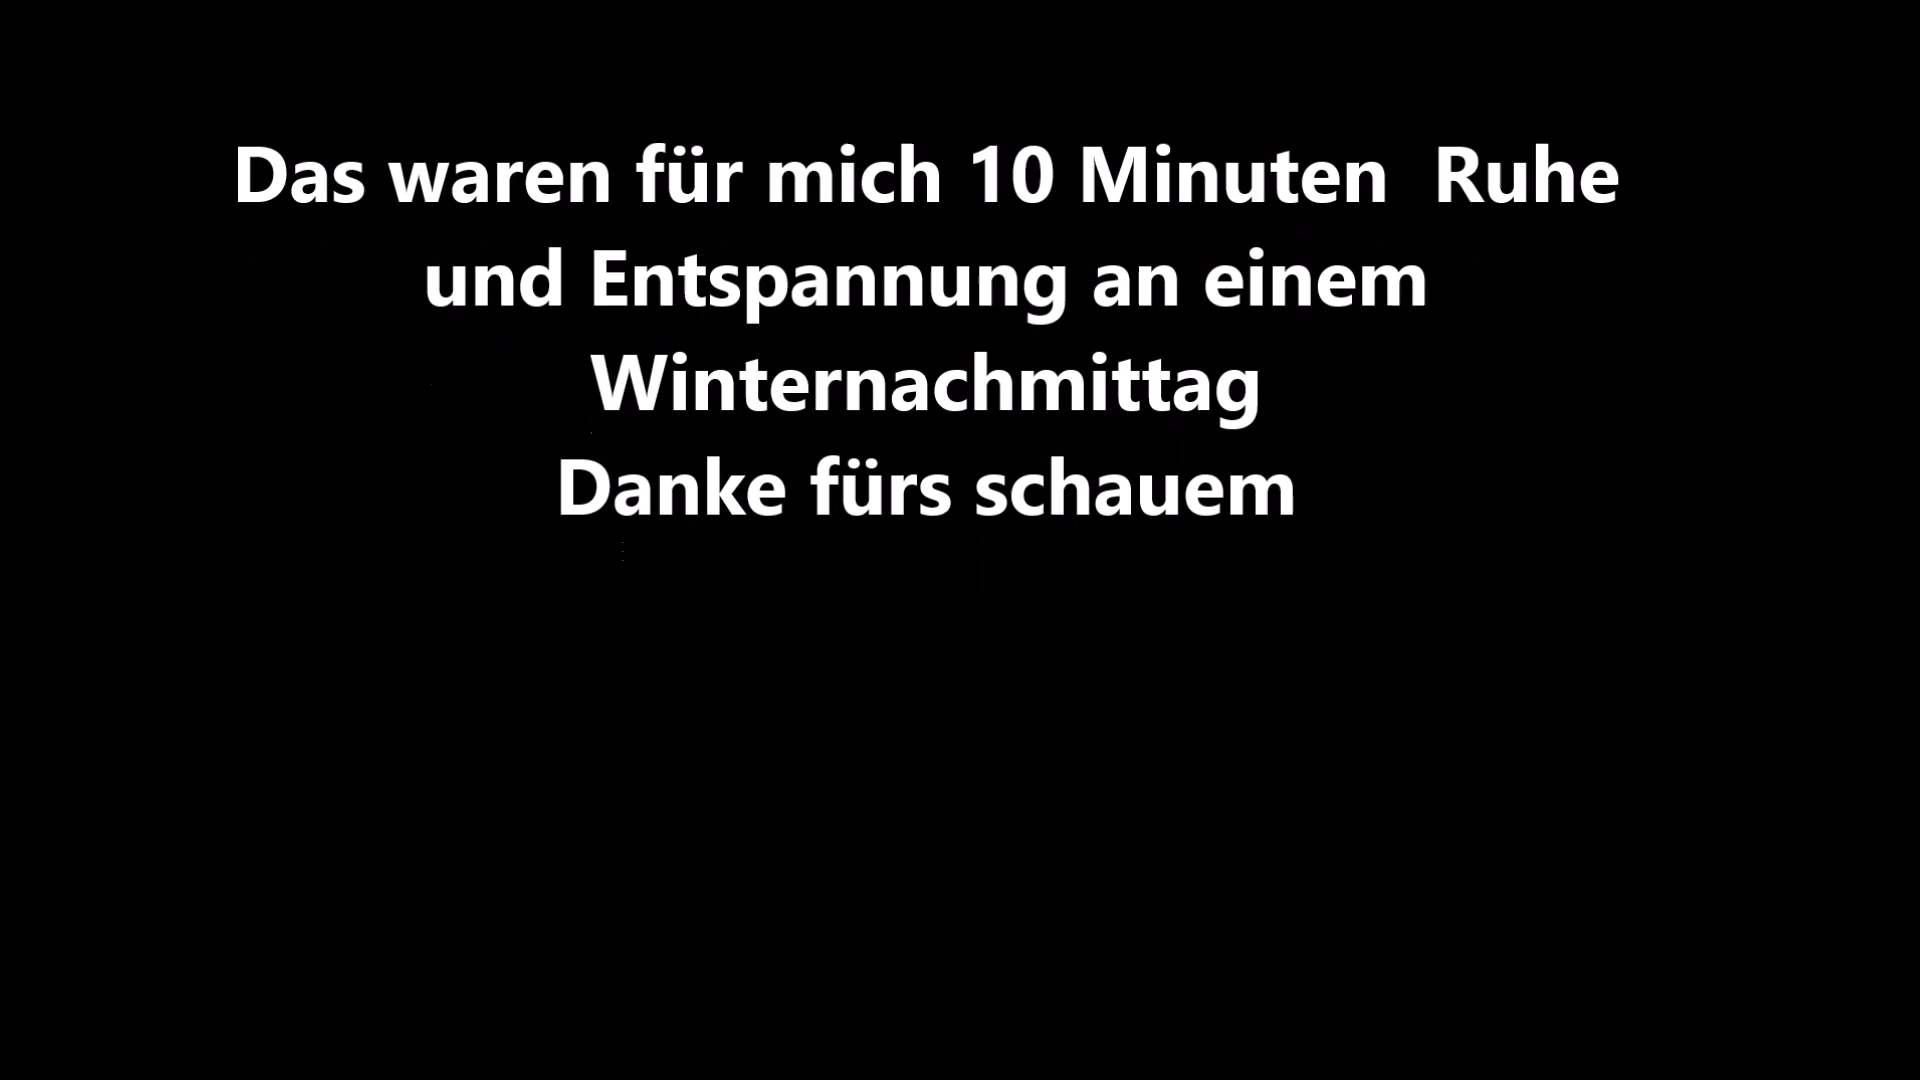 Das waren für mich 10 Minuten  Ruhe
und Entspannung an einem
Winternachmittag
Danke fürs schauem